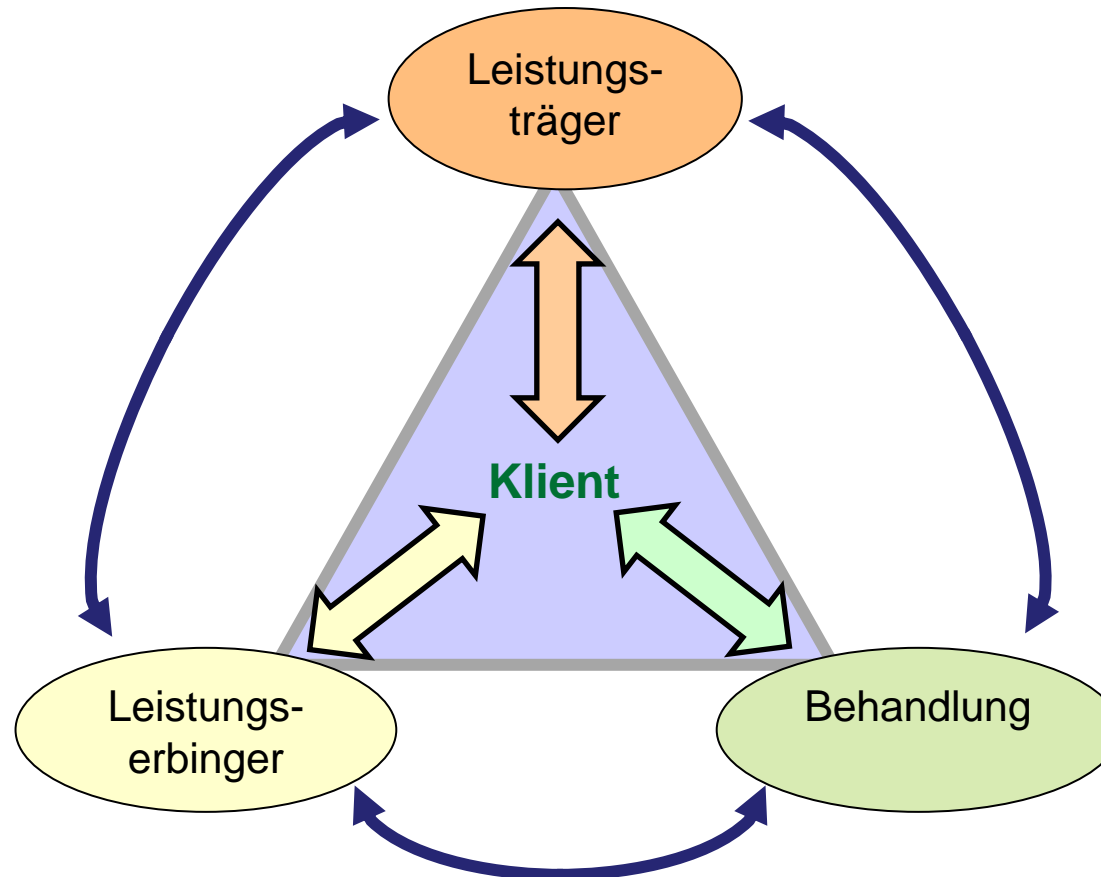 Leistungs-
träger
Klient
Leistungs-
erbinger
Behandlung